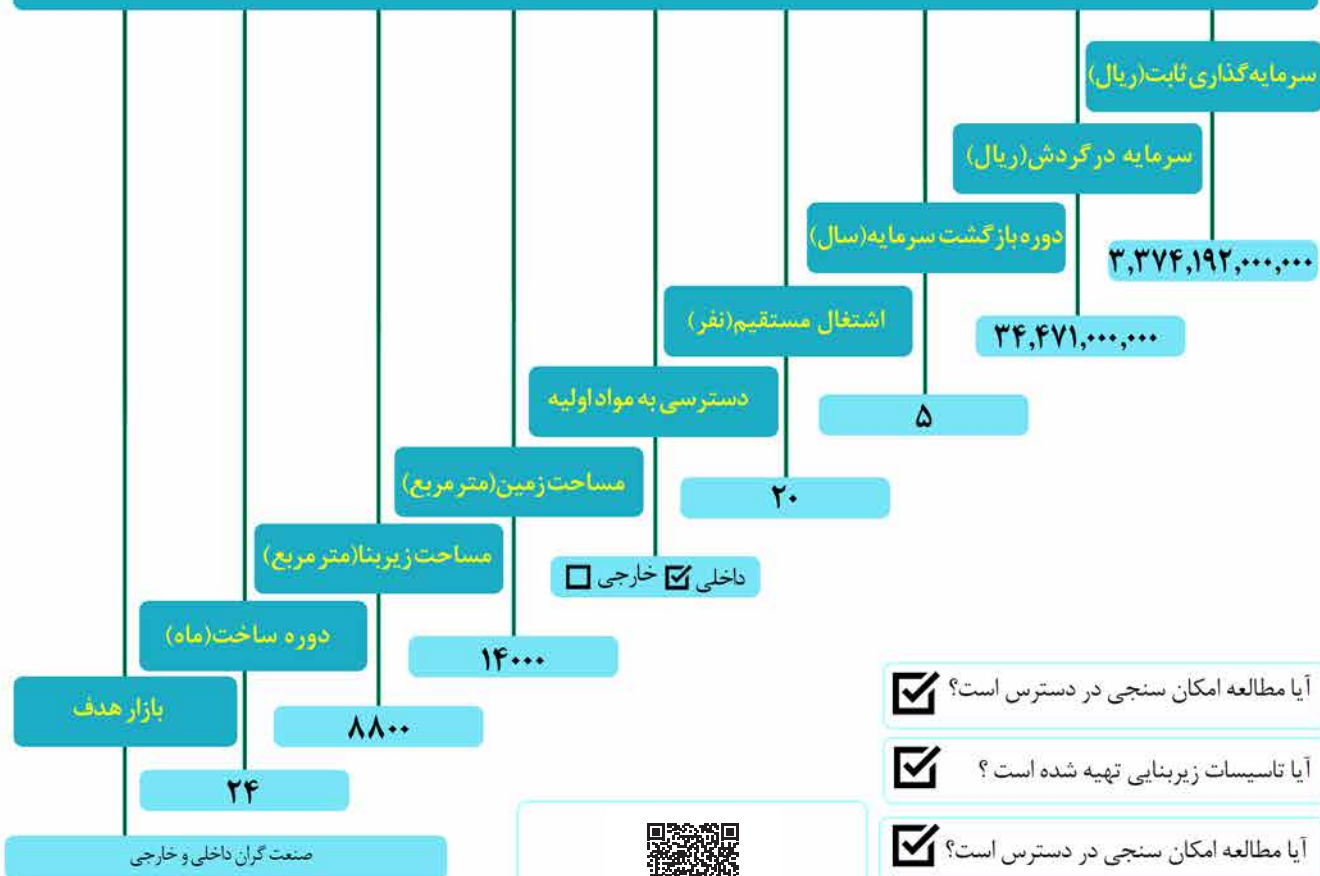 سرمایه‌گذاری ثابت(ریال)
۳,۳۷۴,۱۹۲,۰۰۰,۰۰۰
سرمایه در گردش(ریال)
۳۴,۴۷۱,۰۰۰,۰۰۰
دوره بازگشت سرمایه(سال)
۵
اشتغال مستقیم(نفر)
۲۰
دسترسی به مواد اولیه
داخلی ☑ خارجی ☐
مساحت زمین(متر مربع)
۱۴۰۰۰
مساحت زیربنا(متر مربع)
۸۸۰۰
دوره ساخت(ماه)
۲۴
بازار هدف
صنعت گران داخلی و خارجی
آیا مطالعه امکان سنجی در دسترس است؟ ☑
آیا تاسیسات زیربنایی تهیه شده است ؟ ☑
آیا مطالعه امکان سنجی در دسترس است؟ ☑